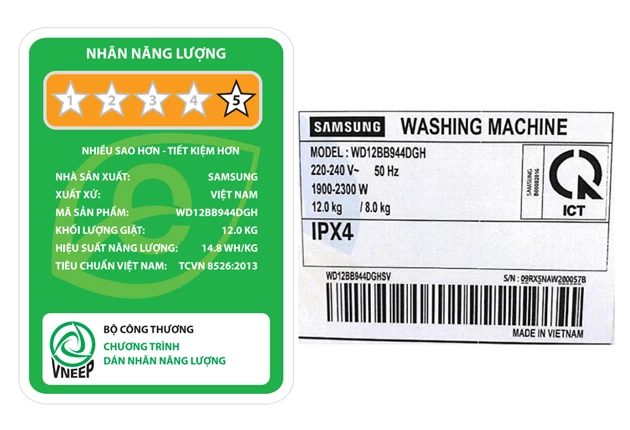 NHÃN NĂNG LƯỢNG
1 2 3 4 5
NHIỀU SAO HƠN - TIẾT KIỆM HƠN
NHÀ SẢN XUẤT: SAMSUNG
XUẤT XỨ: VIỆT NAM
MÃ SẢN PHẨM: WD12BB944DGH
KHỐI LƯỢNG GIẶT: 12.0 KG
HIỆU SUẤT NĂNG LƯỢNG: 14.8 WH/KG
TIÊU CHUẨN VIỆT NAM: TCVN 8526:2013
VNEEP
BỘ CÔNG THƯƠNG
CHƯƠNG TRÌNH
DÁN NHÃN NĂNG LƯỢNG
SAMSUNG WASHING MACHINE
MODEL : WD12BB944DGH
220-240 V~ 50 Hz
1900-2300 W
12.0 kg / 8.0 kg
IPX4
SAMSUNG
B00002016
ICT
WD12BB944DGHSV S/N : 09RX5NAW200057B
MADE IN VIETNAM